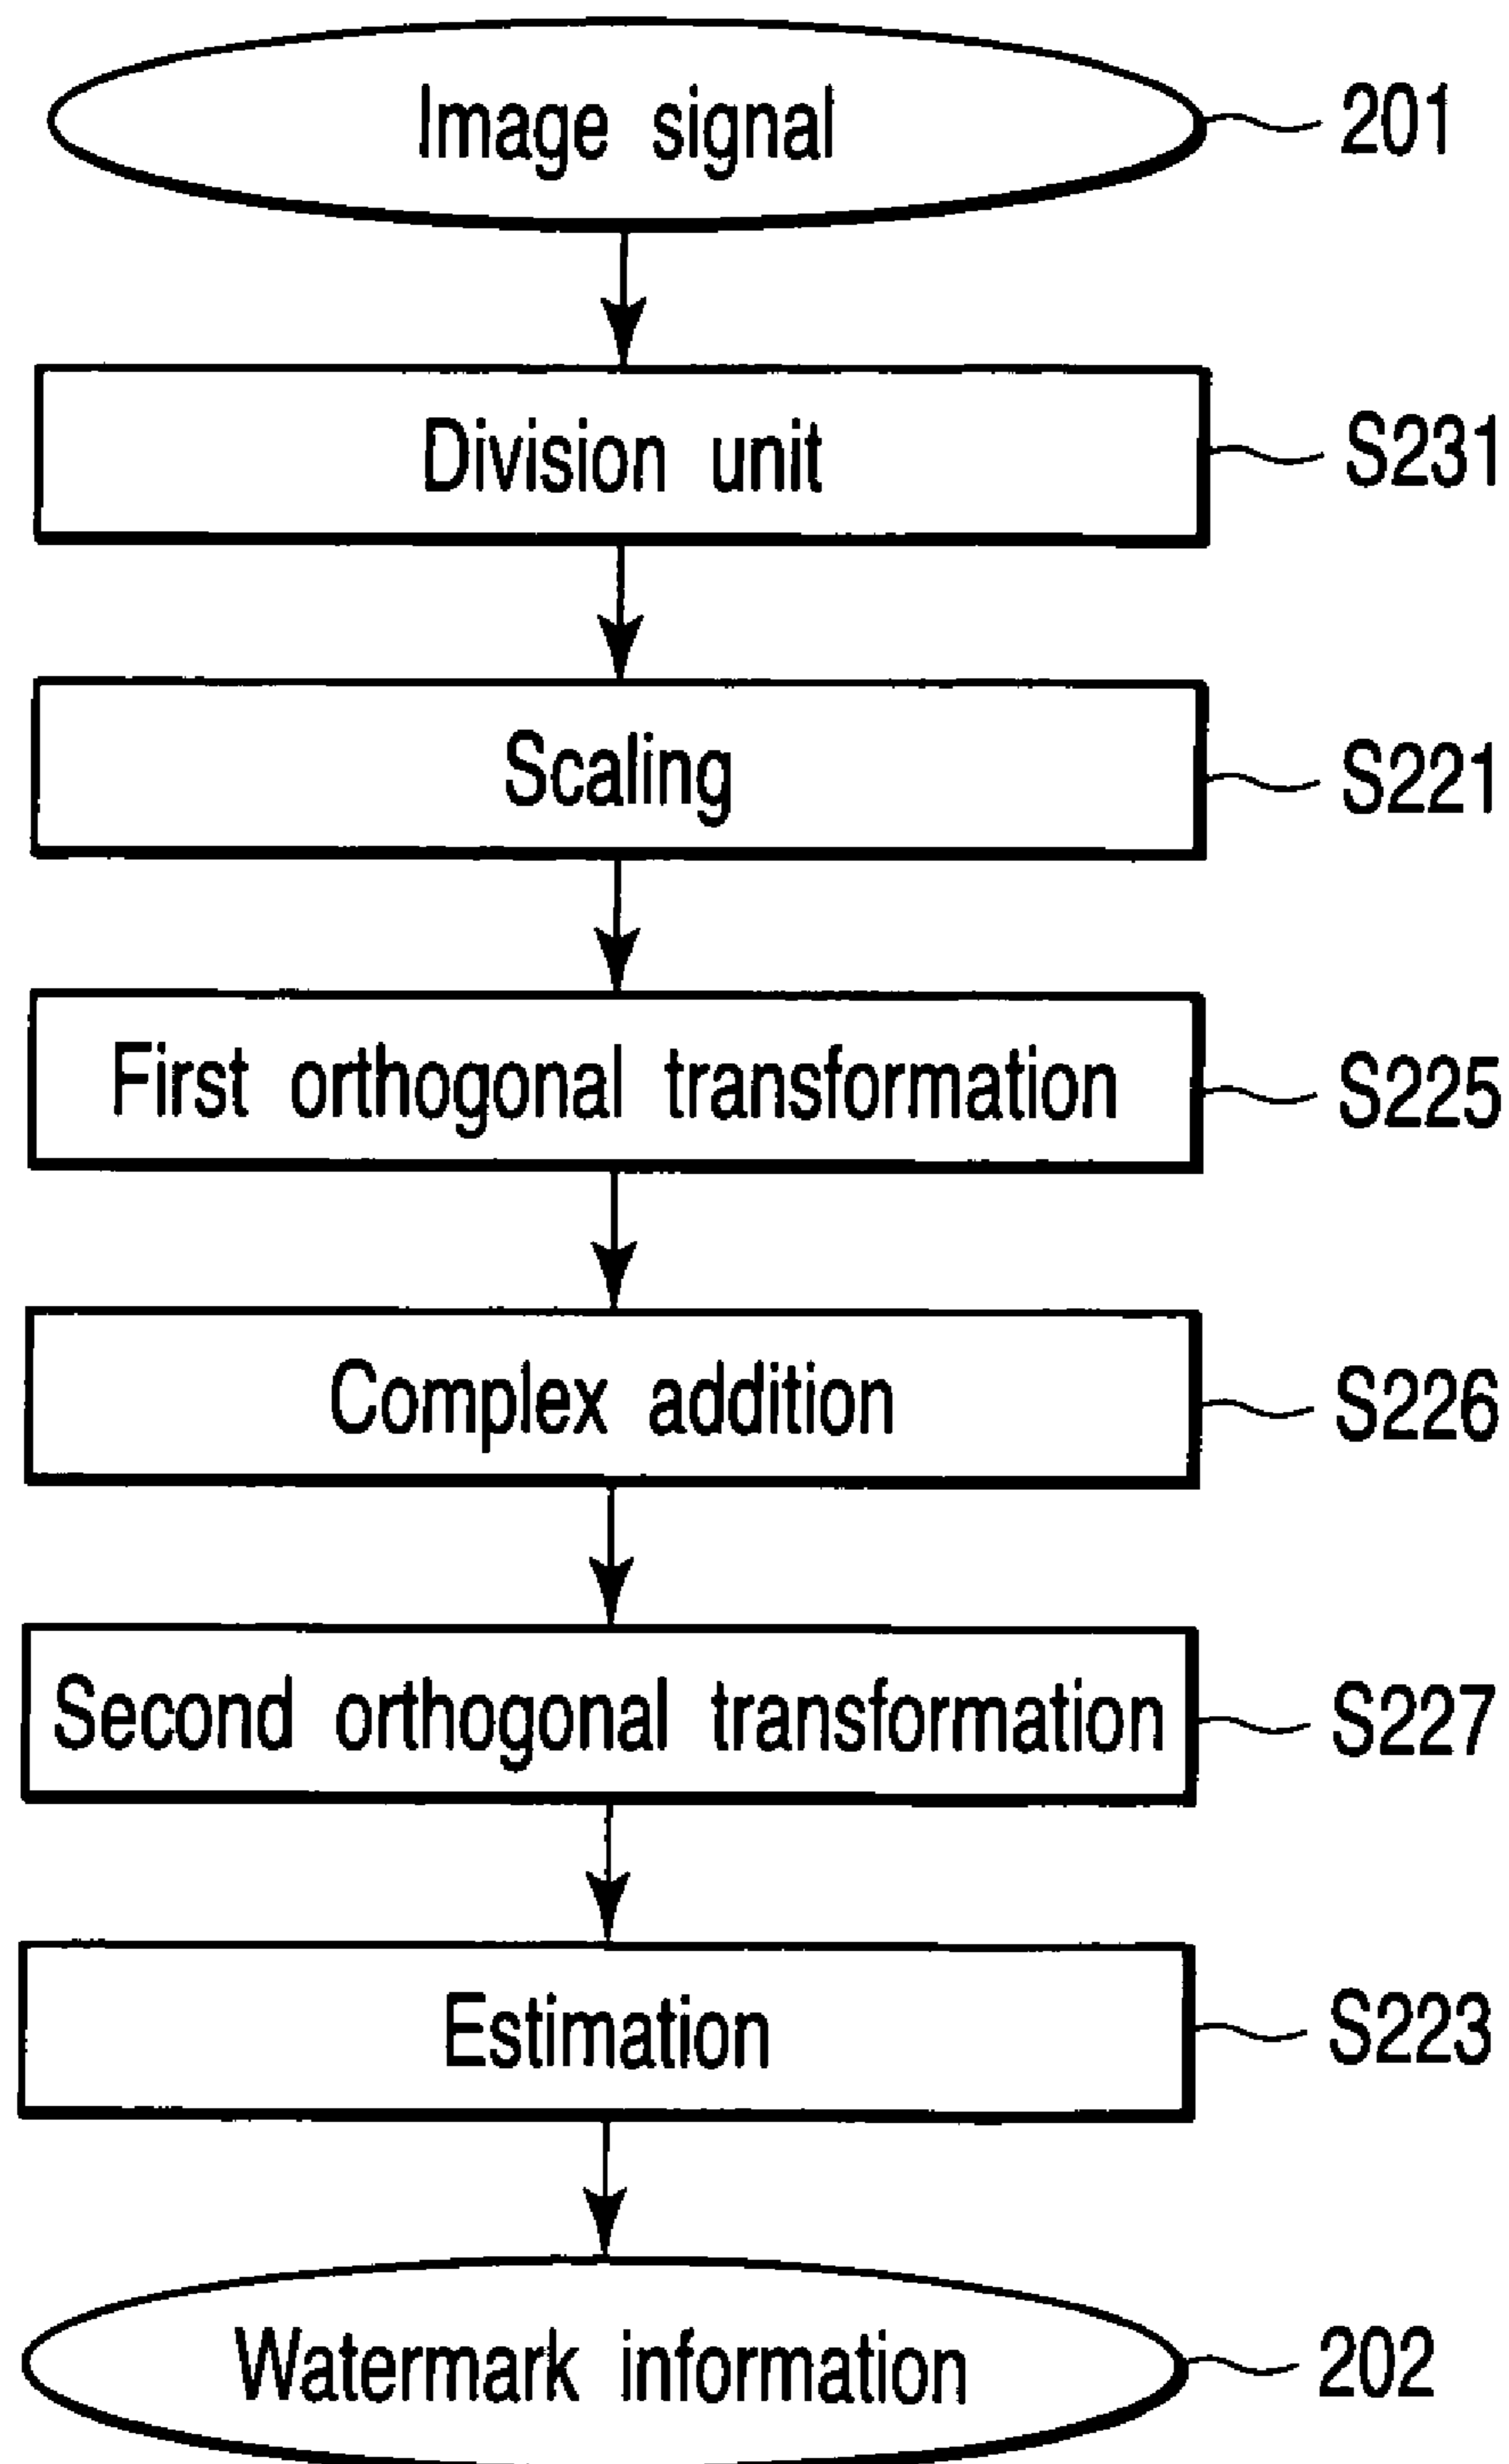 Image signal 201
Division unit S231
Scaling S221
First orthogonal transformation S225
Complex addition S226
Second orthogonal transformation S227
Estimation S223
Watermark information 202